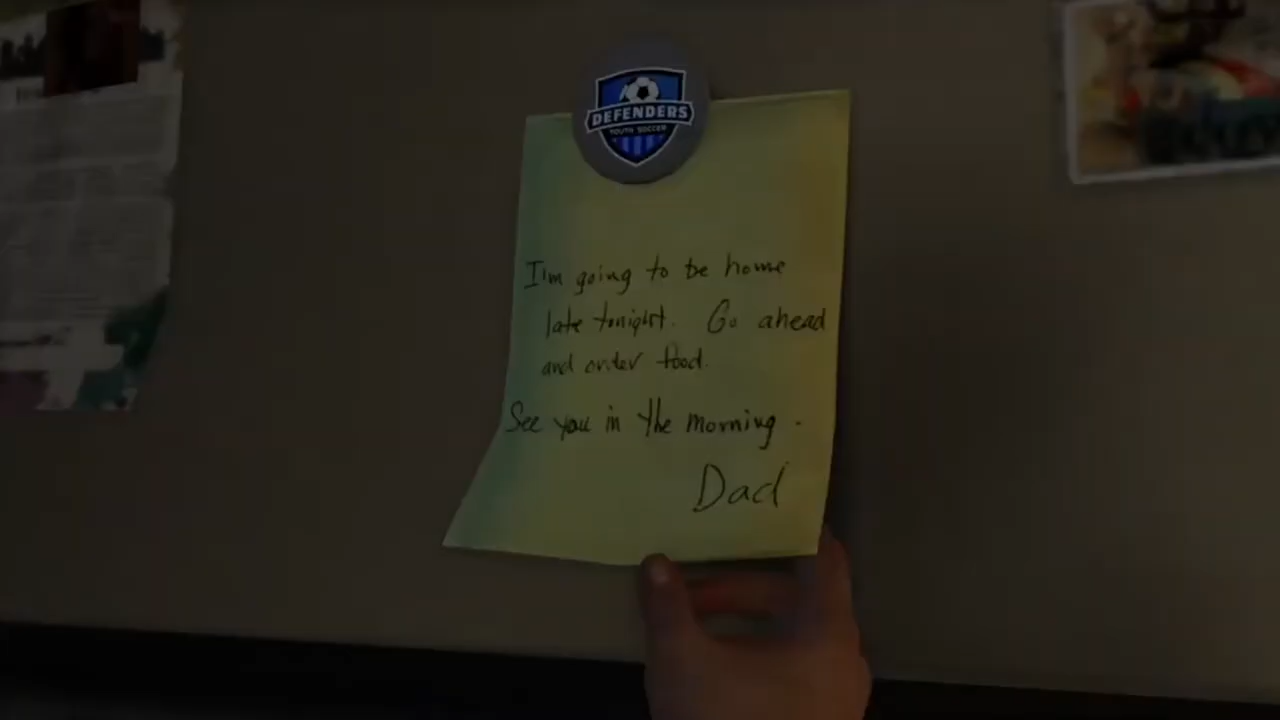 DEFENDERS
YOUTH SOCCER
I'm going to be home
late tonight. Go ahead
and order food.
See you in the morning.
Dad